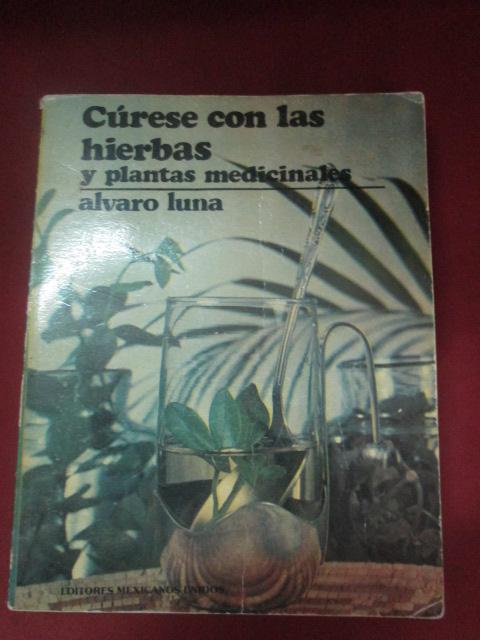 Cúrese con las
hierbas
y plantas medicinales
alvaro luna
EDITORES MEXICANOS UNIDOS